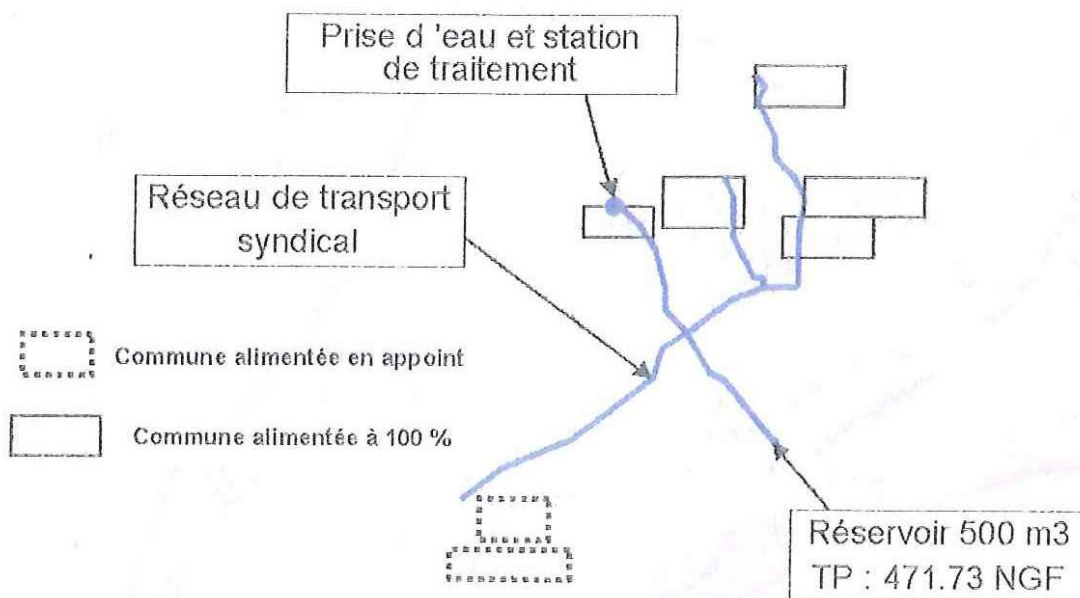 Prise d 'eau et station
de traitement
Réseau de transport
syndical
Commune alimentée en appoint
Commune alimentée à 100 %
Réservoir 500 m3
TP : 471.73 NGF